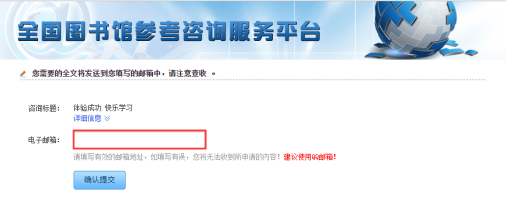 全国图书馆参考咨询服务平台
您需要的全文将发送到您填写的邮箱中,请注意查收 。
咨询标题: 体验成功 快乐学习
详细信息
电子邮箱:
请填写有效的邮箱地址,如填写有误,您将无法收到所申请的内容!建议使用QQ邮箱!
确认提交